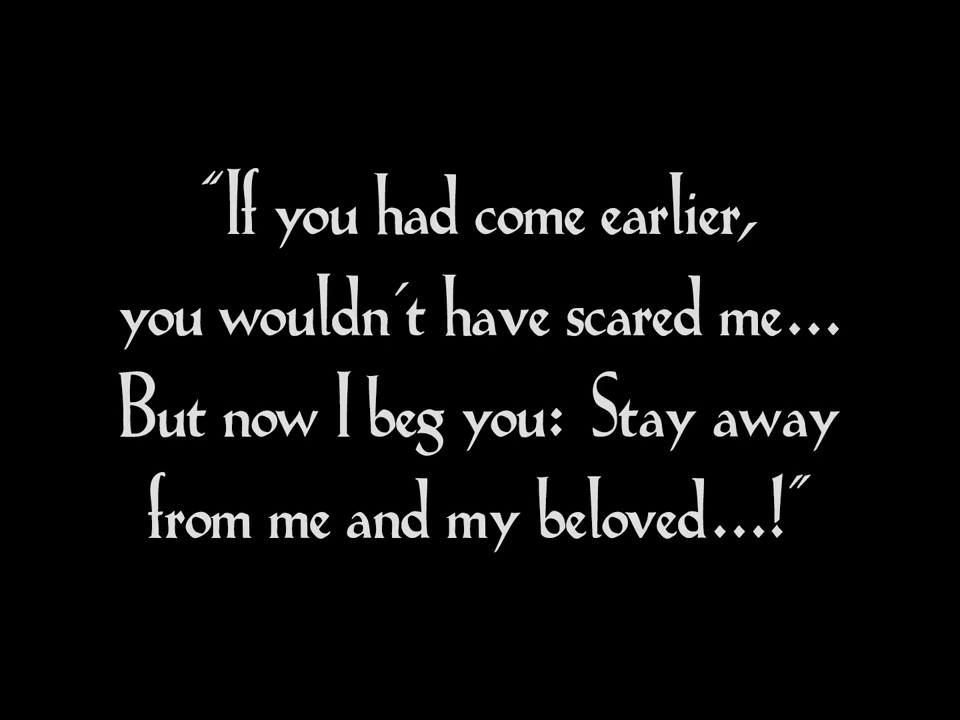 "If you had come earlier,
you wouldn´t have scared me...
But now I beg you: Stay away
from me and my beloved...!"